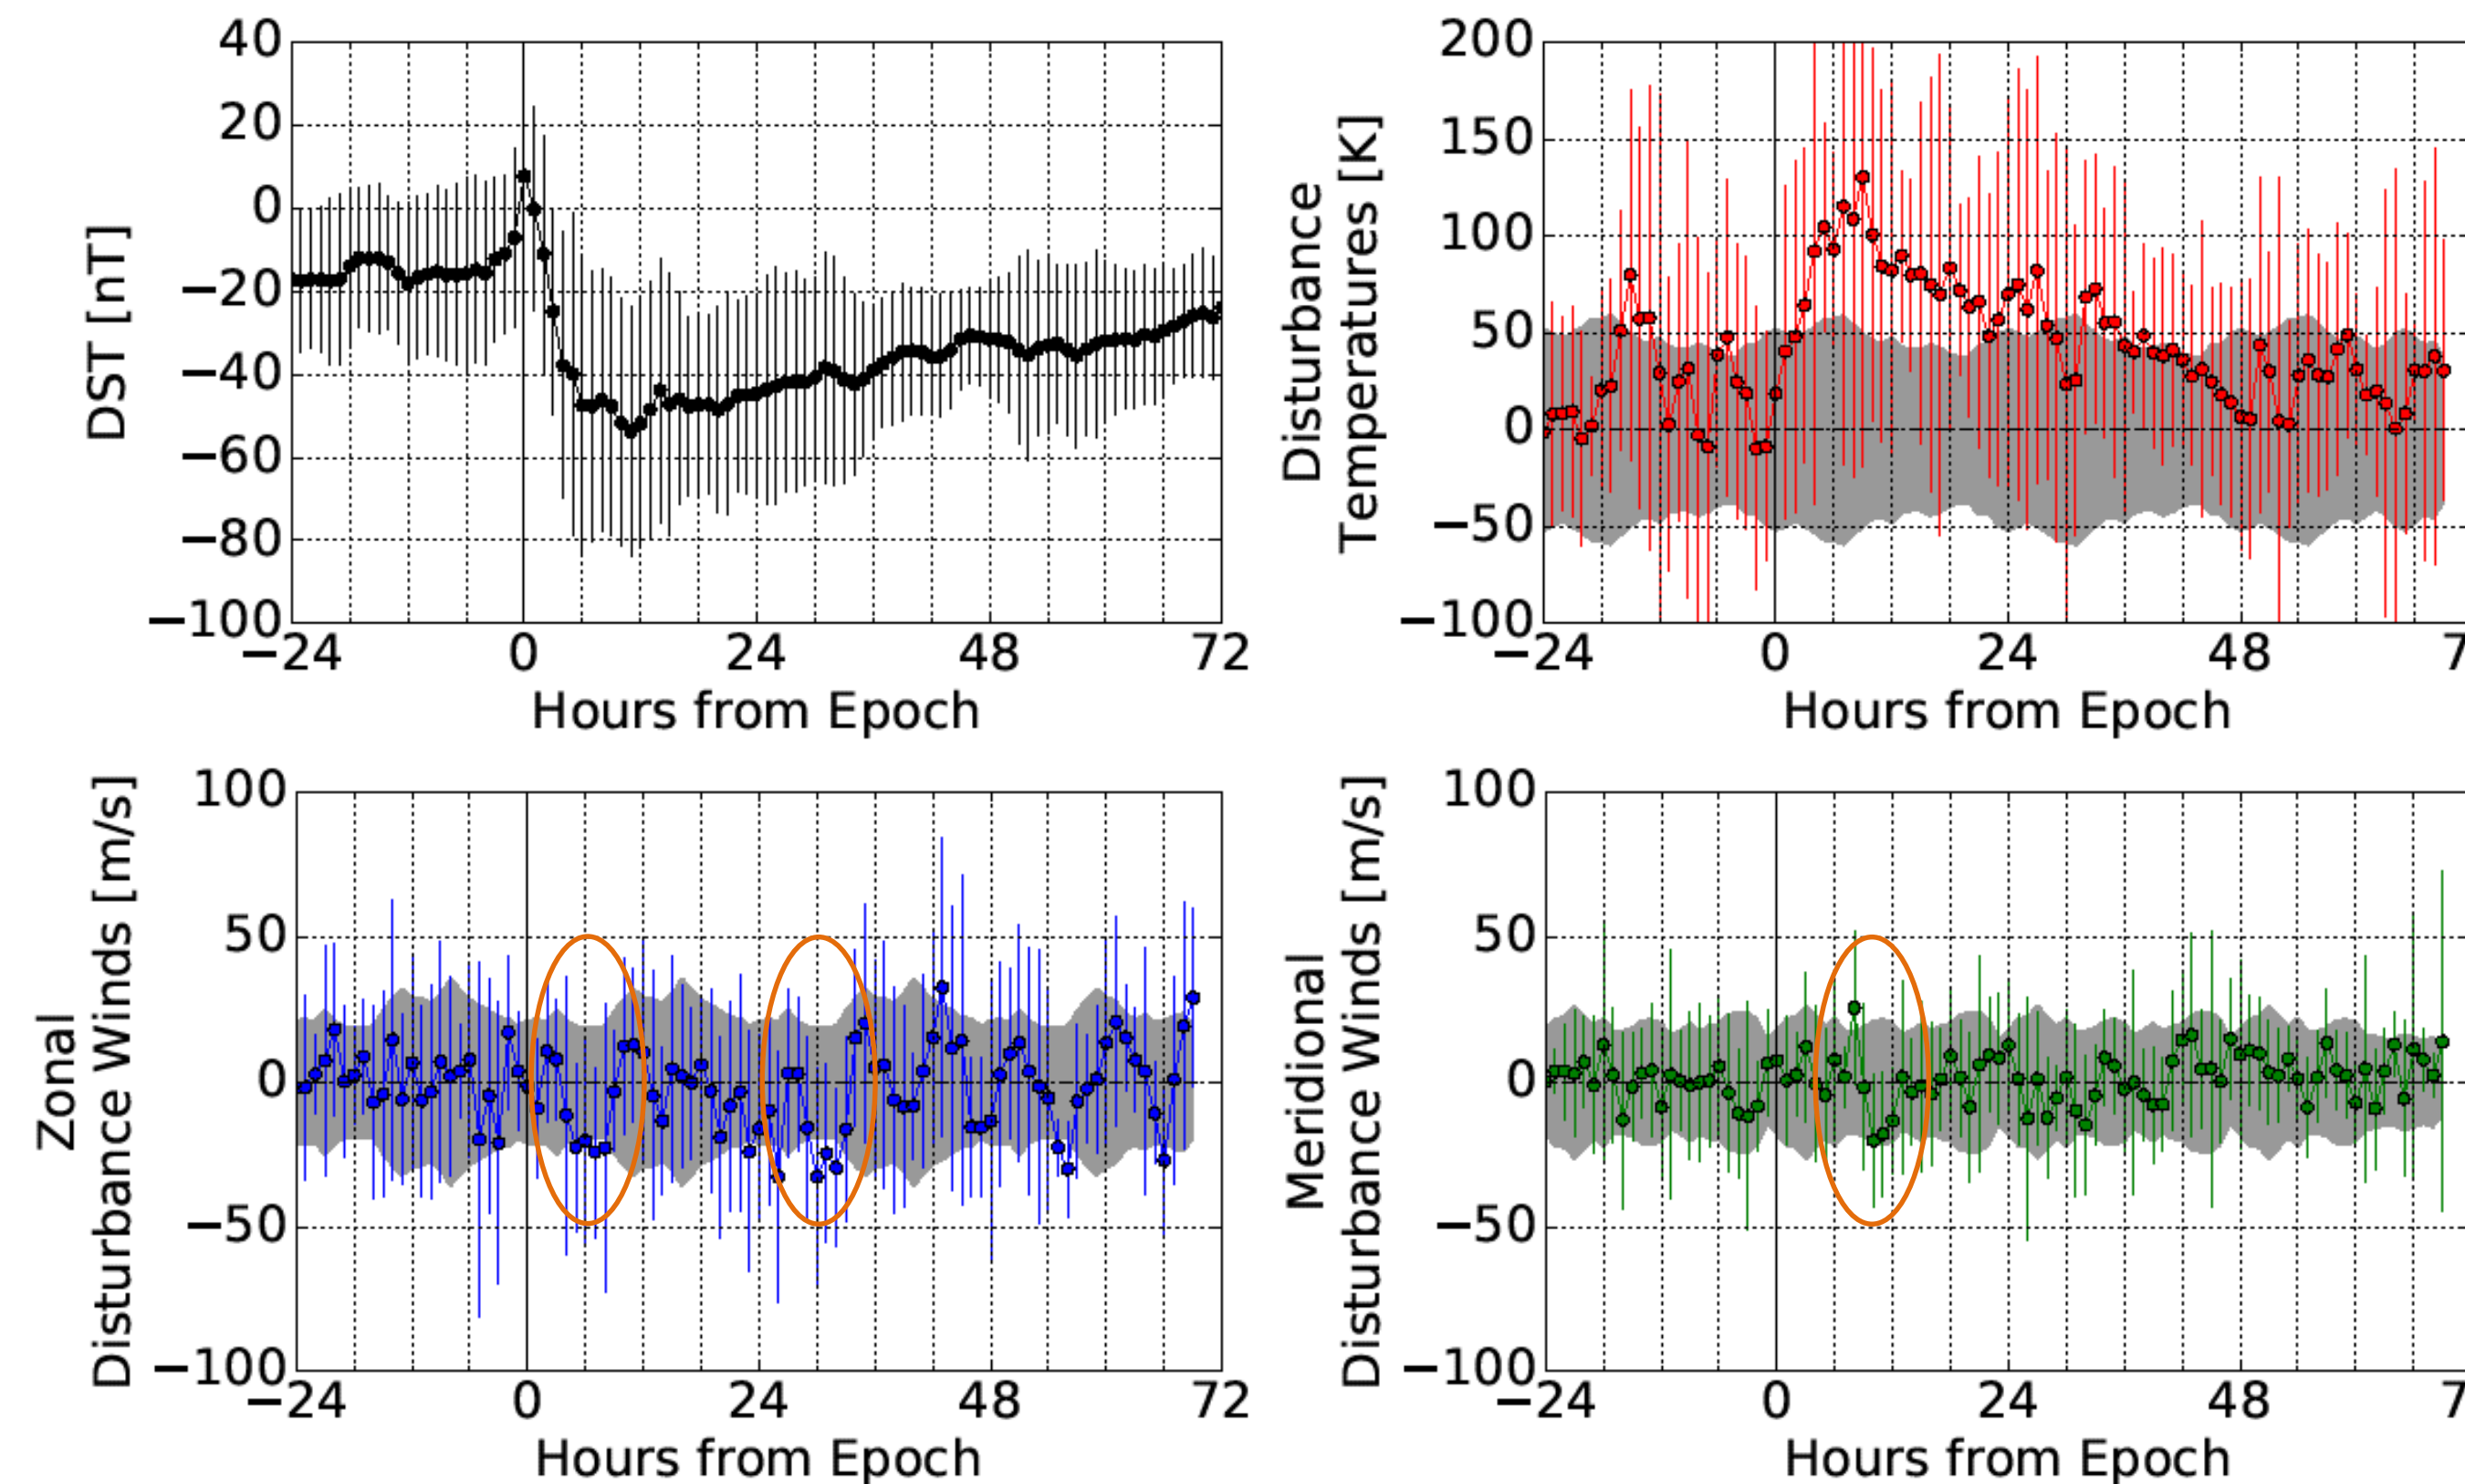 40
20
0
−20
−40
−60
−80
−100
DST [nT]
−24 0 24 48 72
Hours from Epoch
200
150
100
50
0
−50
−100
Disturbance
Temperatures [K]
−24 0 24 48 7
Hours from Epoch
100
50
0
−50
−100
Zonal
Disturbance Winds [m/s]
−24 0 24 48 72
Hours from Epoch
100
50
0
−50
−100
Meridional
Disturbance Winds [m/s]
−24 0 24 48 7
Hours from Epoch